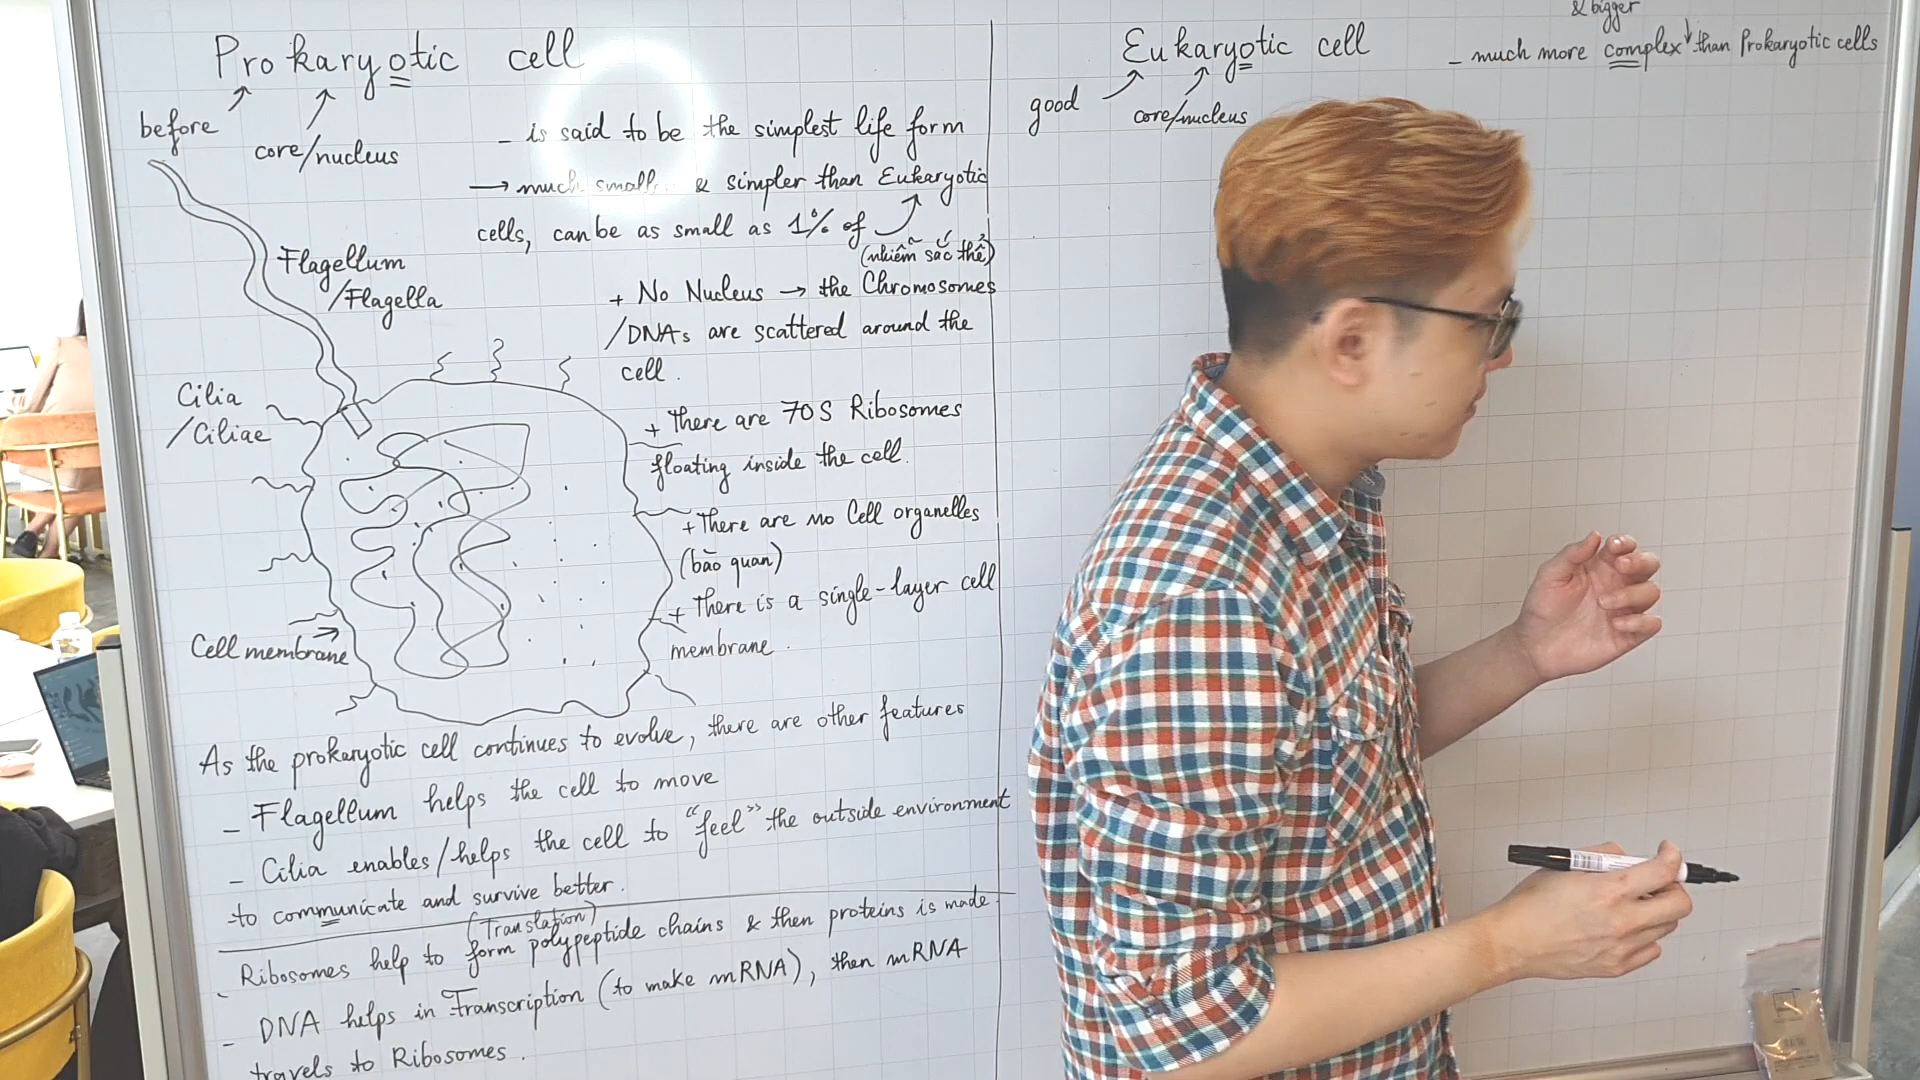 Prokaryotic cell
before
core/nucleus
- is said to be the simplest life form
→ much small & simpler than Eukaryotic
cells, can be as small as 1% of
(nhiễm sắc thể)
Flagellum
/Flagella
+ No Nucleus → the Chromosomes
/DNAs are scattered around the
cell.
Cilia
/Ciliae
+ There are 70S Ribosomes
floating inside the cell.
+ There are no Cell organelles
(bào quan)
+ There is a single-layer cell
membrane.
Cell membrane
As the prokaryotic cell continues to evolve, there are other features
- Flagellum helps the cell to move
- Cilia enables/helps the cell to "feel" the outside environment
to communicate and survive better.
(Translation)
- Ribosomes help to form polypeptide chains & then proteins is made.
- DNA helps in Transcription (to make mRNA), then mRNA
travels to Ribosomes.
Eukaryotic cell
good
core/nucleus
& bigger
- much more complex than Prokaryotic cells